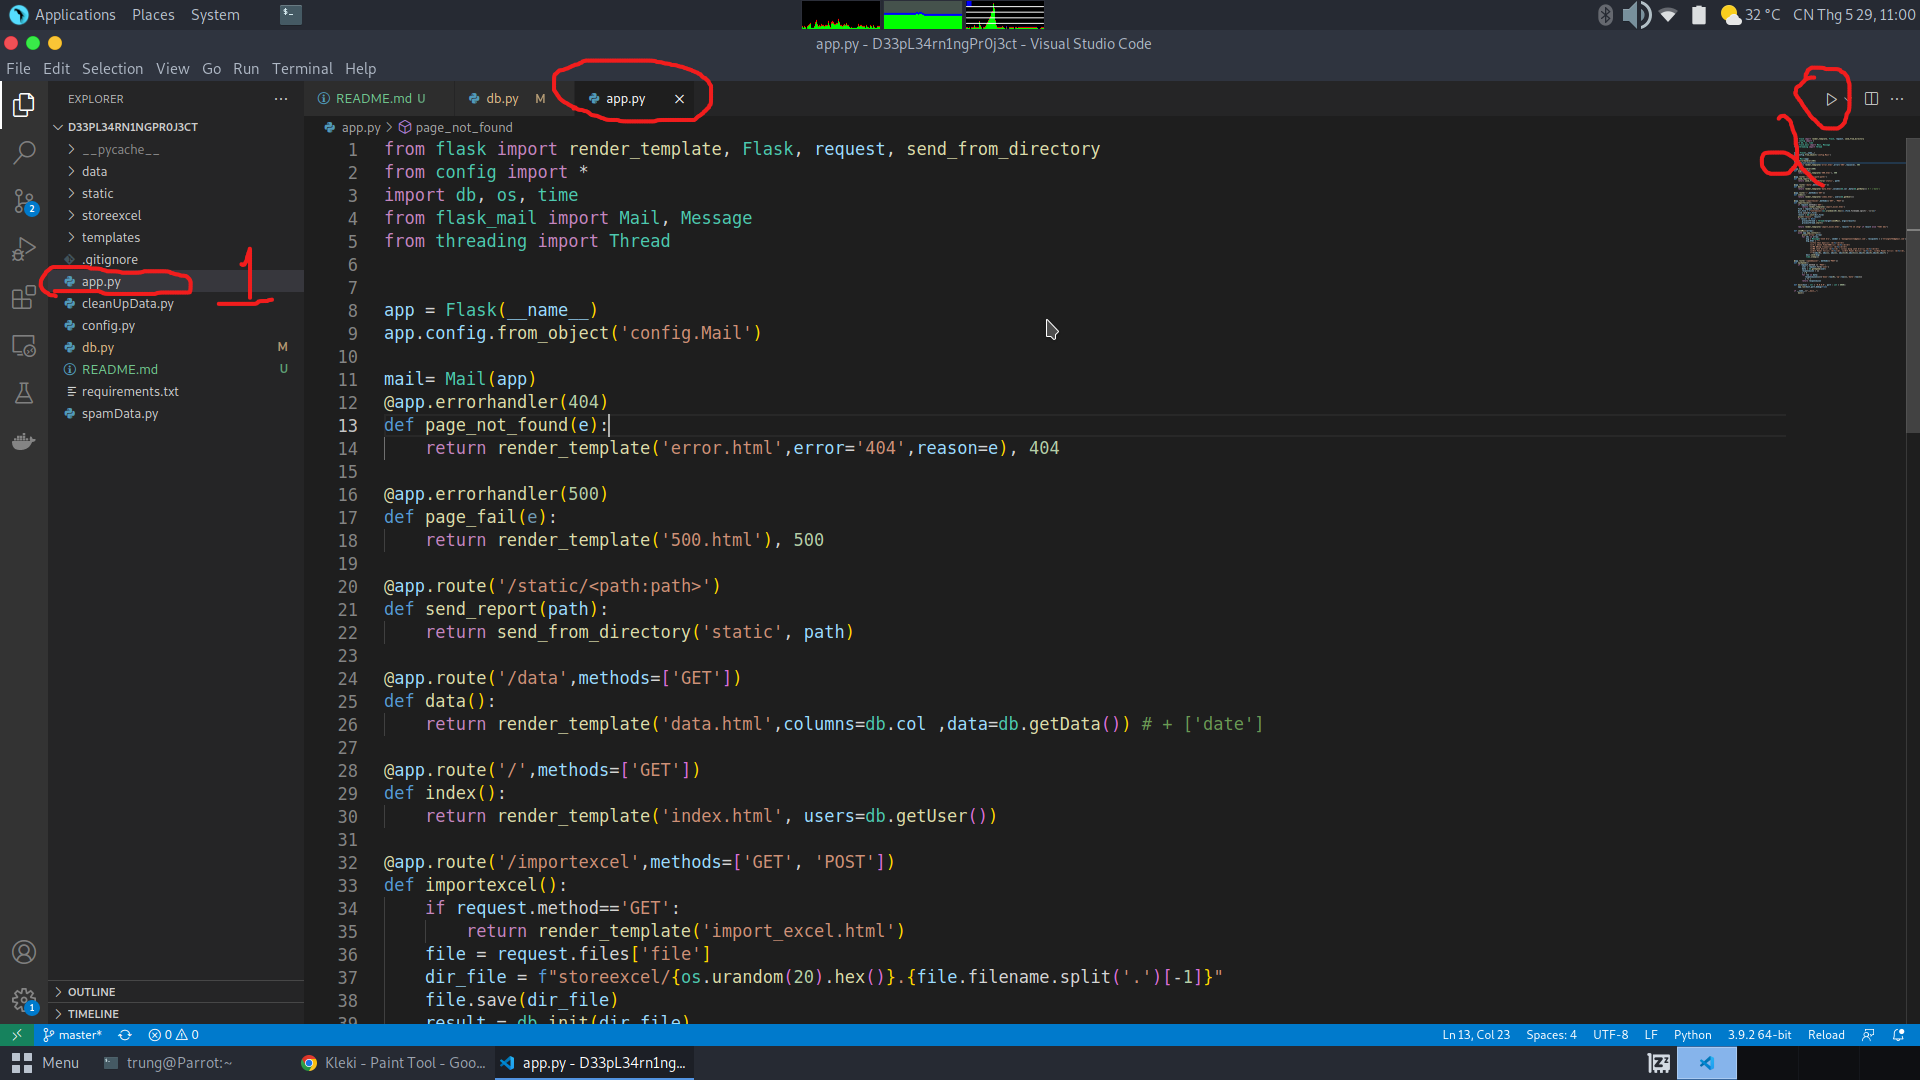 Applications Places System
32 °C CN Thg 5 29, 11:00
app.py - D33pL34rn1ngPr0j3ct - Visual Studio Code
File Edit Selection View Go Run Terminal Help
EXPLORER
README.md U
db.py M
app.py
D33PL34RN1NGPR0J3CT
__pycache__
data
static
storeexcel
templates
.gitignore
app.py
1
cleanUpData.py
config.py
db.py M
README.md U
requirements.txt
spamData.py
OUTLINE
TIMELINE
2
1
app.py > page_not_found
1 from flask import render_template, Flask, request, send_from_directory
2 from config import *
3 import db, os, time
4 from flask_mail import Mail, Message
5 from threading import Thread
6
7
8 app = Flask(__name__)
9 app.config.from_object('config.Mail')
10
11 mail= Mail(app)
12 @app.errorhandler(404)
13 def page_not_found(e):
14     return render_template('error.html',error='404',reason=e), 404
15
16 @app.errorhandler(500)
17 def page_fail(e):
18     return render_template('500.html'), 500
19
20 @app.route('/static/<path:path>')
21 def send_report(path):
22     return send_from_directory('static', path)
23
24 @app.route('/data',methods=['GET'])
25 def data():
26     return render_template('data.html',columns=db.col ,data=db.getData()) # + ['date']
27
28 @app.route('/',methods=['GET'])
29 def index():
30     return render_template('index.html', users=db.getUser())
31
32 @app.route('/importexcel',methods=['GET', 'POST'])
33 def importexcel():
34     if request.method=='GET':
35         return render_template('import_excel.html')
36     file = request.files['file']
37     dir_file = f"storeexcel/{os.urandom(20).hex()}.{file.filename.split('.')[-1]}"
38     file.save(dir_file)
39     result = db.init(dir_file)
2
master* 0 0
Ln 13, Col 23 Spaces: 4 UTF-8 LF Python 3.9.2 64-bit Reload
Menu trung@Parrot:~ Kleki - Paint Tool - Goo... app.py - D33pL34rn1ng...